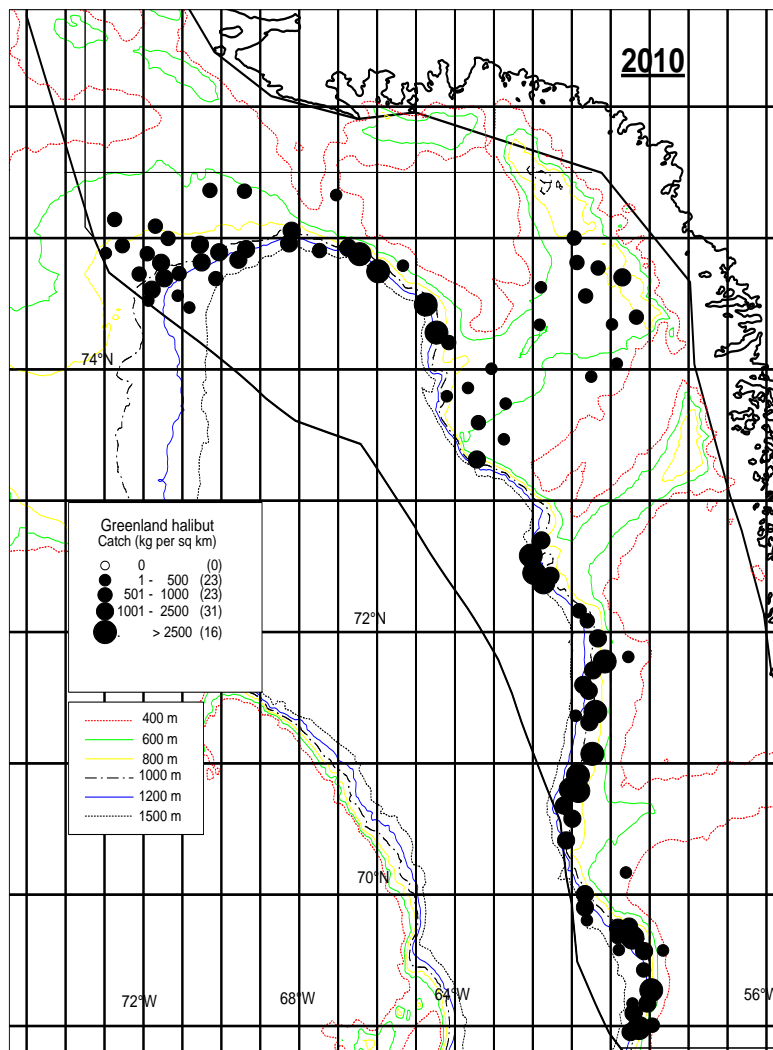 2010
74°N
Greenland halibut
Catch (kg per sq km)
0 (0)
1 - 500 (23)
501 - 1000 (23)
1001 - 2500 (31)
. > 2500 (16)
72°N
400 m
600 m
800 m
1000 m
1200 m
1500 m
70°N
72°W 68°W 64°W 56°W